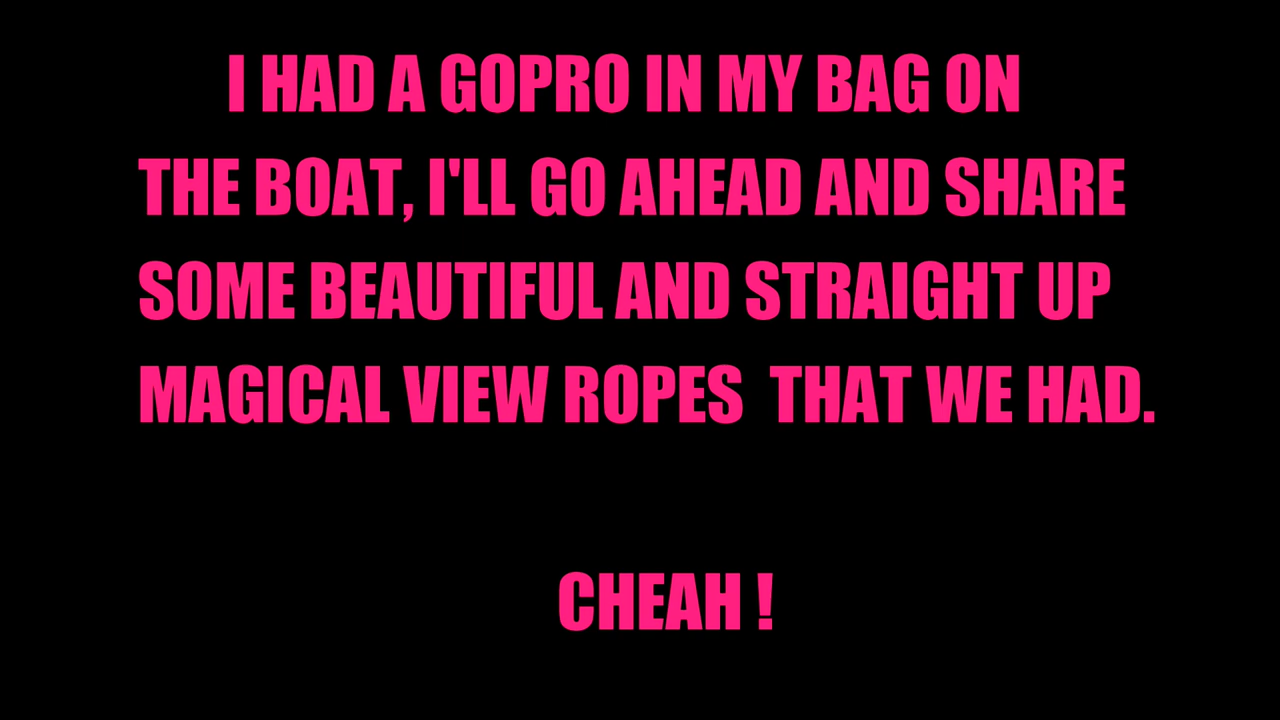 I HAD A GOPRO IN MY BAG ON
THE BOAT, I'LL GO AHEAD AND SHARE
SOME BEAUTIFUL AND STRAIGHT UP
MAGICAL VIEW ROPES  THAT WE HAD.
CHEAH !